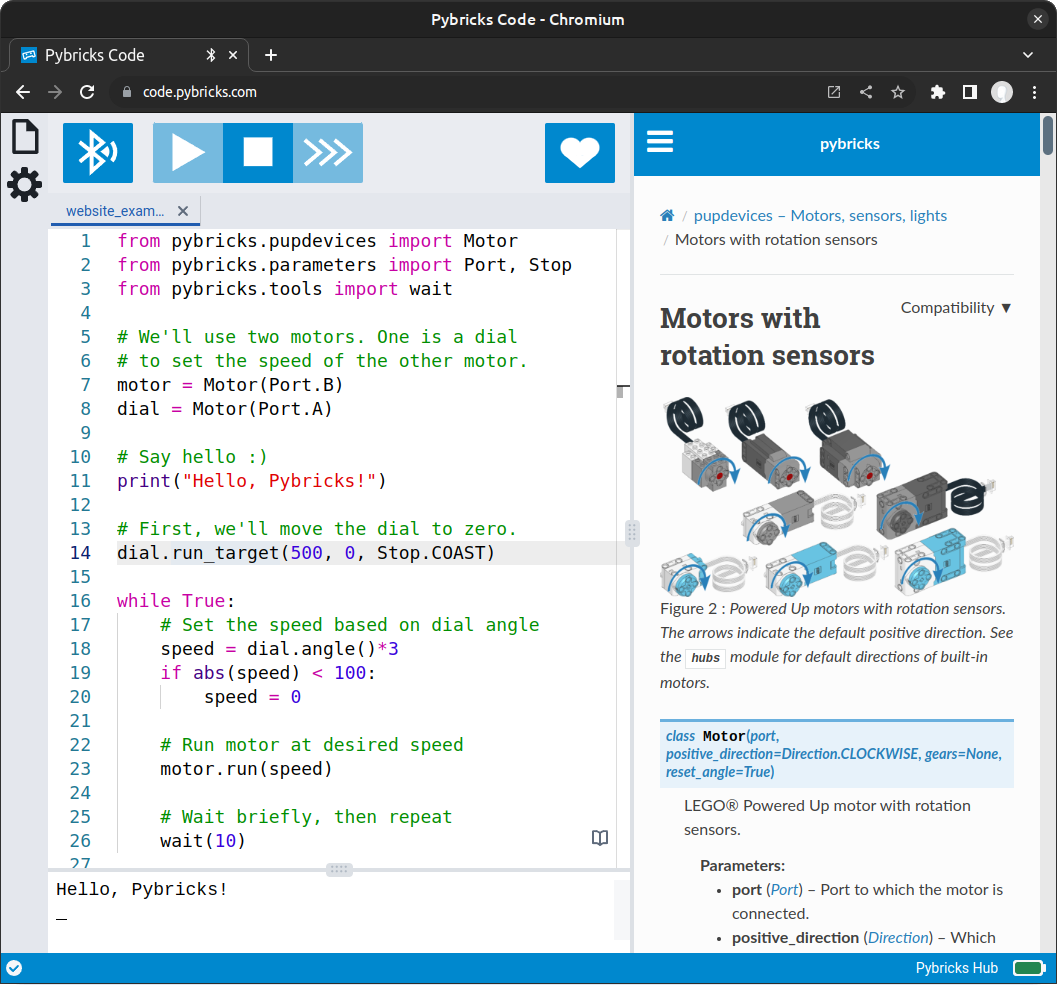 Pybricks Code - Chromium
Pybricks Code
code.pybricks.com
website_exam...
1 from pybricks.pupdevices import Motor
2 from pybricks.parameters import Port, Stop
3 from pybricks.tools import wait
4
5 # We'll use two motors. One is a dial
6 # to set the speed of the other motor.
7 motor = Motor(Port.B)
8 dial = Motor(Port.A)
9
10 # Say hello :)
11 print("Hello, Pybricks!")
12
13 # First, we'll move the dial to zero.
14 dial.run_target(500, 0, Stop.COAST)
15
16 while True:
17     # Set the speed based on dial angle
18     speed = dial.angle()*3
19     if abs(speed) < 100:
20         speed = 0
21
22     # Run motor at desired speed
23     motor.run(speed)
24
25     # Wait briefly, then repeat
26     wait(10)
27
Hello, Pybricks!
_
pybricks
/ pupdevices – Motors, sensors, lights
/ Motors with rotation sensors
Compatibility ▼
Motors with
rotation sensors
Figure 2 : Powered Up motors with rotation sensors.
The arrows indicate the default positive direction. See
the hubs module for default directions of built-in
motors.
class Motor(port,
positive_direction=Direction.CLOCKWISE, gears=None,
reset_angle=True)
LEGO® Powered Up motor with rotation
sensors.
Parameters:
• port (Port) – Port to which the motor is
connected.
• positive_direction (Direction) – Which
Pybricks Hub